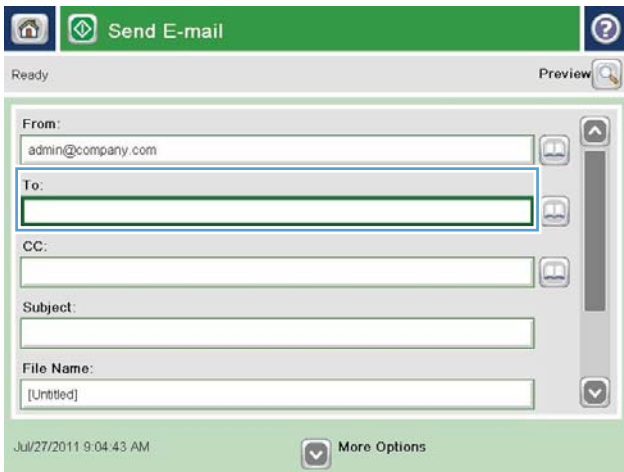 Send E-mail
?
Ready
Preview
From:
admin@company.com
To:
CC:
Subject:
File Name:
[Untitled]
Jul/27/2011 9:04:43 AM
More Options